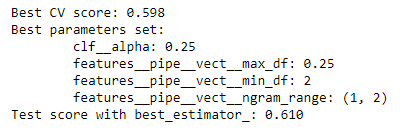 Best CV score: 0.598
Best parameters set:
clf__alpha: 0.25
features__pipe__vect__max_df: 0.25
features__pipe__vect__min_df: 2
features__pipe__vect__ngram_range: (1, 2)
Test score with best_estimator_: 0.610